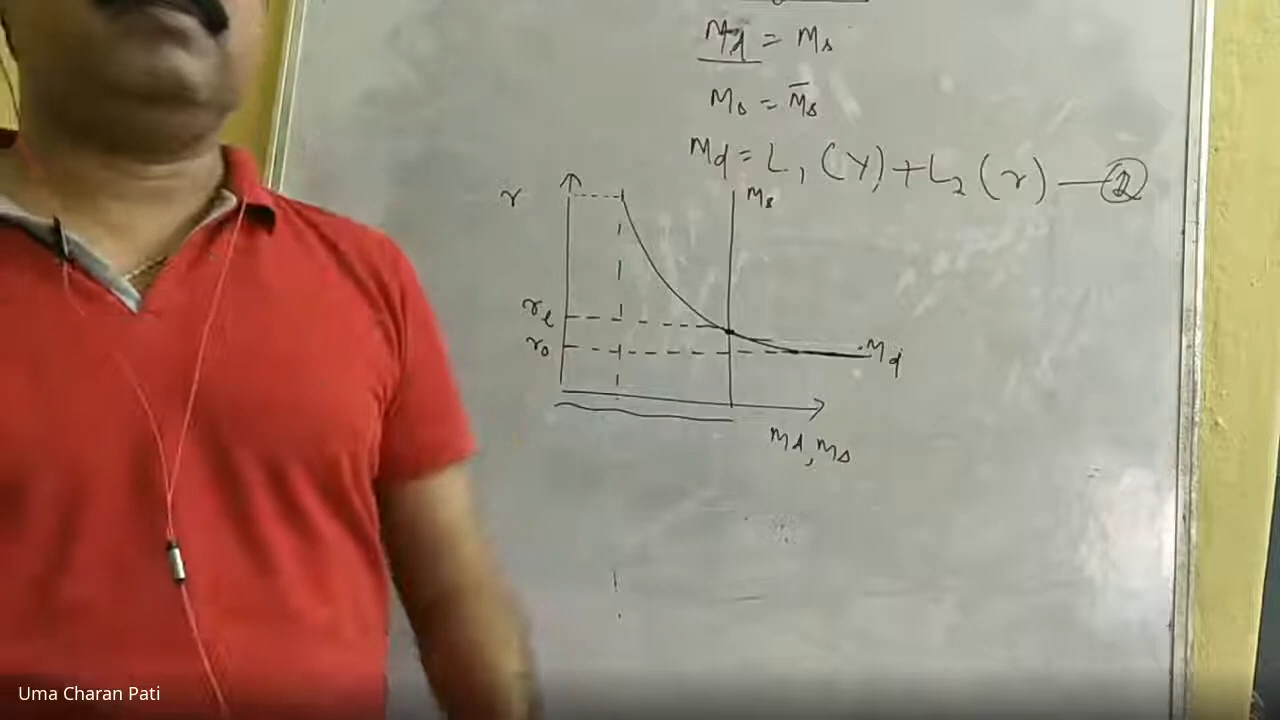 Md = Ms
Ms = M̅s
Md = L₁ (Y) + L₂ (r) — ②
r
Ms
re
r₀
Md
Md, Ms
Uma Charan Pati